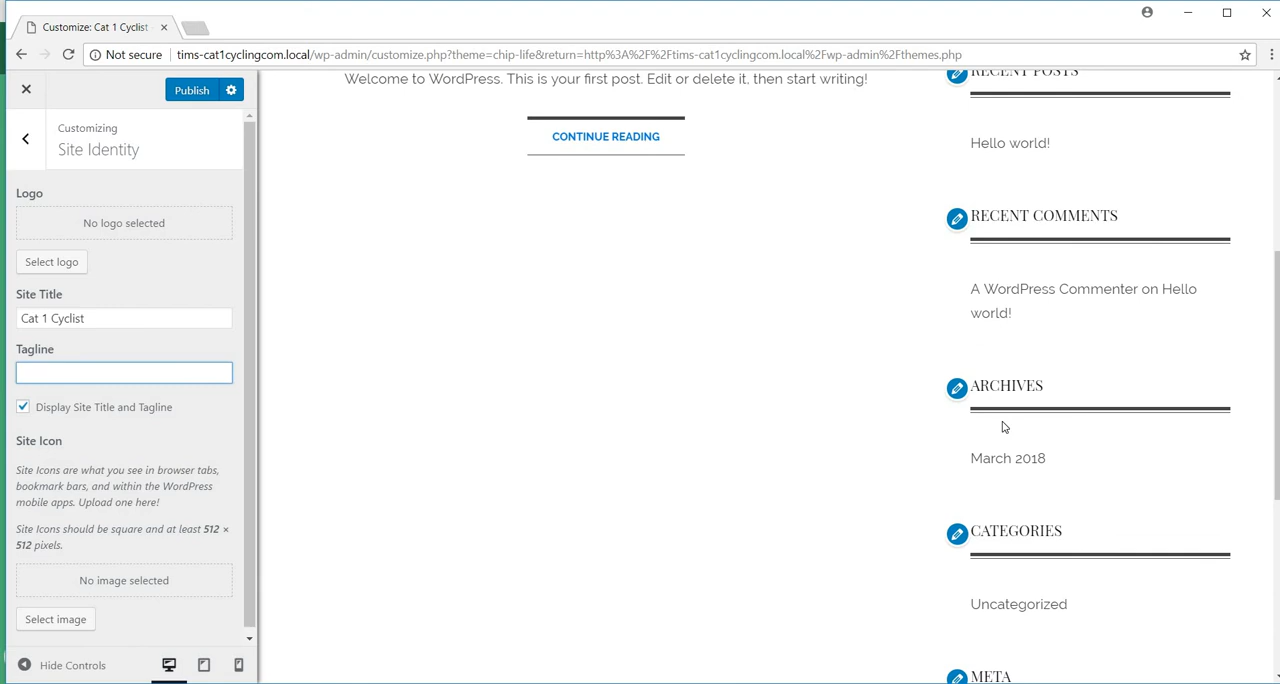 Customize: Cat 1 Cyclist
Not secure
tims-cat1cyclingcom.local/wp-admin/customize.php?theme=chip-life&return=http%3A%2F%2Ftims-cat1cyclingcom.local%2Fwp-admin%2Fthemes.php
Publish
Customizing
Site Identity
Logo
No logo selected
Select logo
Site Title
Cat 1 Cyclist
Tagline
Display Site Title and Tagline
Site Icon
Site Icons are what you see in browser tabs,
bookmark bars, and within the WordPress
mobile apps. Upload one here!
Site Icons should be square and at least 512 ×
512 pixels.
No image selected
Select image
Hide Controls
Welcome to WordPress. This is your first post. Edit or delete it, then start writing!
CONTINUE READING
RECENT POSTS
Hello world!
RECENT COMMENTS
A WordPress Commenter on Hello
world!
ARCHIVES
March 2018
CATEGORIES
Uncategorized
META